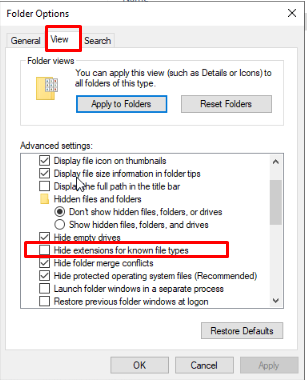 Folder Options
General
View
Search
Folder views
You can apply this view (such as Details or Icons) to
all folders of this type.
Apply to Folders
Reset Folders
Advanced settings:
Display file icon on thumbnails
Display file size information in folder tips
Display the full path in the title bar
Hidden files and folders
Don't show hidden files, folders, or drives
Show hidden files, folders, and drives
Hide empty drives
Hide extensions for known file types
Hide folder merge conflicts
Hide protected operating system files (Recommended)
Launch folder windows in a separate process
Restore previous folder windows at logon
Restore Defaults
OK
Cancel
Apply